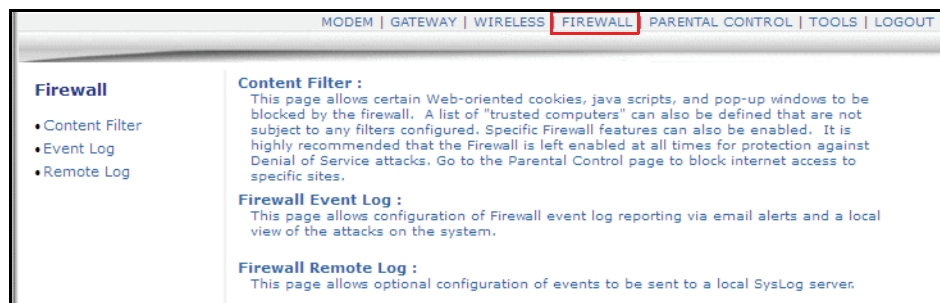 MODEM | GATEWAY | WIRELESS | FIREWALL | PARENTAL CONTROL | TOOLS | LOGOUT
Firewall
• Content Filter
• Event Log
• Remote Log
Content Filter :
This page allows certain Web-oriented cookies, java scripts, and pop-up windows to be
blocked by the firewall. A list of "trusted computers" can also be defined that are not
subject to any filters configured. Specific Firewall features can also be enabled. It is
highly recommended that the Firewall is left enabled at all times for protection against
Denial of Service attacks. Go to the Parental Control page to block internet access to
specific sites.
Firewall Event Log :
This page allows configuration of Firewall event log reporting via email alerts and a local
view of the attacks on the system.
Firewall Remote Log :
This page allows optional configuration of events to be sent to a local SysLog server.